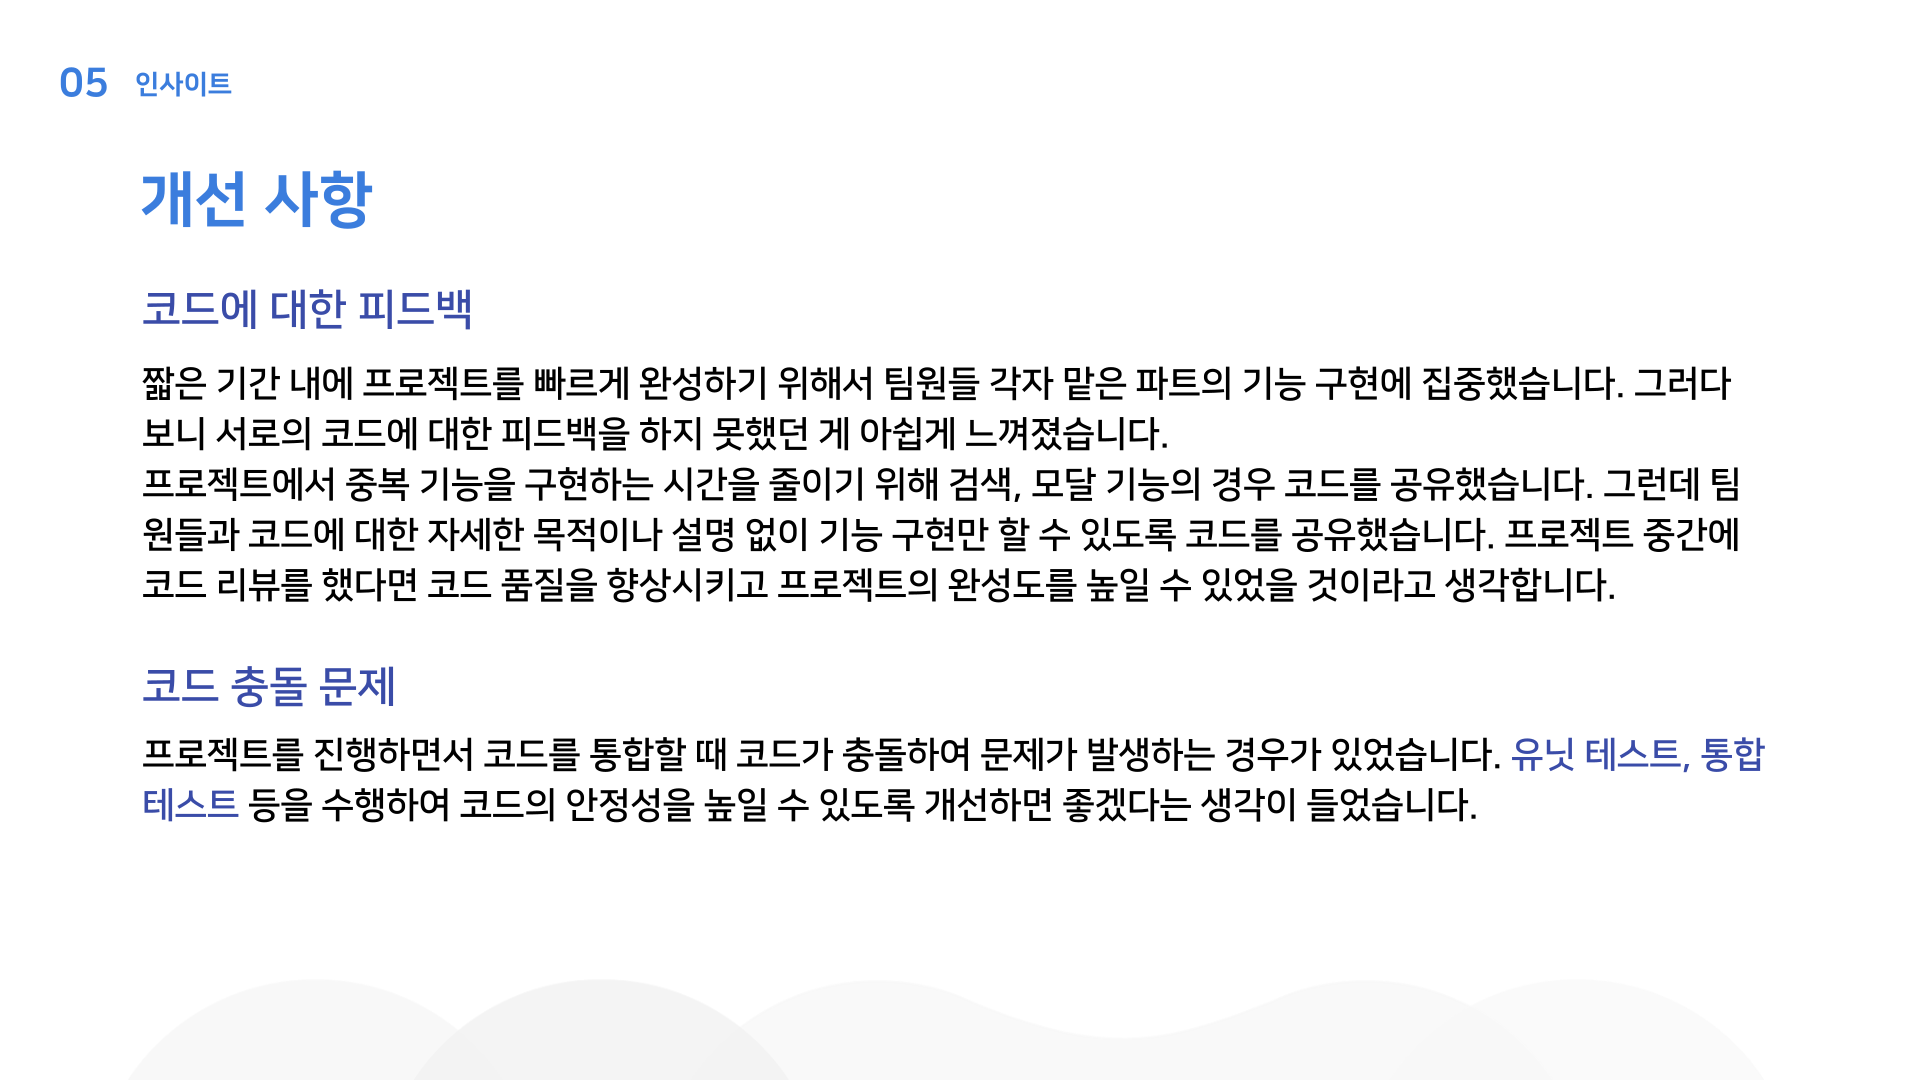 05 인사이트
개선 사항
코드에 대한 피드백
짧은 기간 내에 프로젝트를 빠르게 완성하기 위해서 팀원들 각자 맡은 파트의 기능 구현에 집중했습니다. 그러다
보니 서로의 코드에 대한 피드백을 하지 못했던 게 아쉽게 느껴졌습니다.
프로젝트에서 중복 기능을 구현하는 시간을 줄이기 위해 검색, 모달 기능의 경우 코드를 공유했습니다. 그런데 팀
원들과 코드에 대한 자세한 목적이나 설명 없이 기능 구현만 할 수 있도록 코드를 공유했습니다. 프로젝트 중간에
코드 리뷰를 했다면 코드 품질을 향상시키고 프로젝트의 완성도를 높일 수 있었을 것이라고 생각합니다.
코드 충돌 문제
프로젝트를 진행하면서 코드를 통합할 때 코드가 충돌하여 문제가 발생하는 경우가 있었습니다. 유닛 테스트, 통합
테스트 등을 수행하여 코드의 안정성을 높일 수 있도록 개선하면 좋겠다는 생각이 들었습니다.